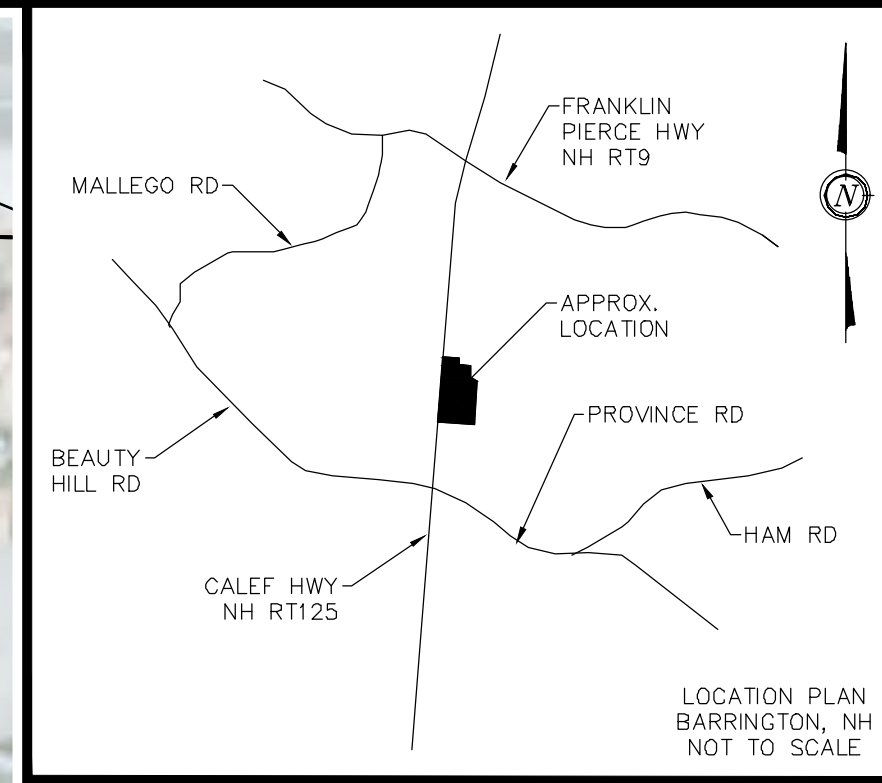 FRANKLIN
PIERCE HWY
NH RT9
MALLEGO RD
N
APPROX.
LOCATION
PROVINCE RD
BEAUTY
HILL RD
HAM RD
CALEF HWY
NH RT125
LOCATION PLAN
BARRINGTON, NH
NOT TO SCALE